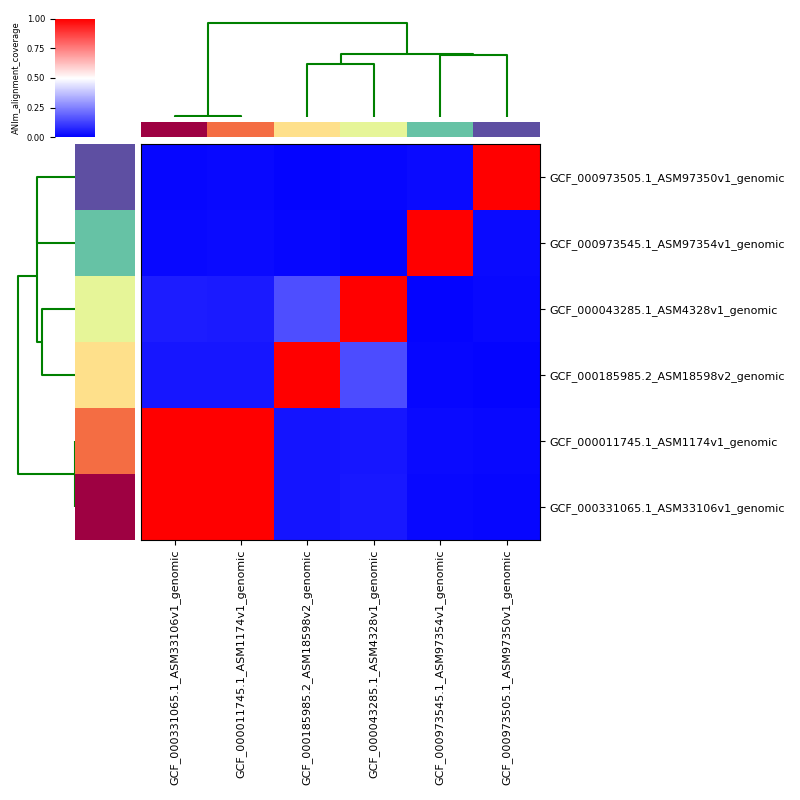 ANIm_alignment_coverage
1.00
0.75
0.50
0.25
0.00
GCF_000973505.1_ASM97350v1_genomic
GCF_000973545.1_ASM97354v1_genomic
GCF_000043285.1_ASM4328v1_genomic
GCF_000185985.2_ASM18598v2_genomic
GCF_000011745.1_ASM1174v1_genomic
GCF_000331065.1_ASM33106v1_genomic
GCF_000331065.1_ASM33106v1_genomic
GCF_000011745.1_ASM1174v1_genomic
GCF_000185985.2_ASM18598v2_genomic
GCF_000043285.1_ASM4328v1_genomic
GCF_000973545.1_ASM97354v1_genomic
GCF_000973505.1_ASM97350v1_genomic